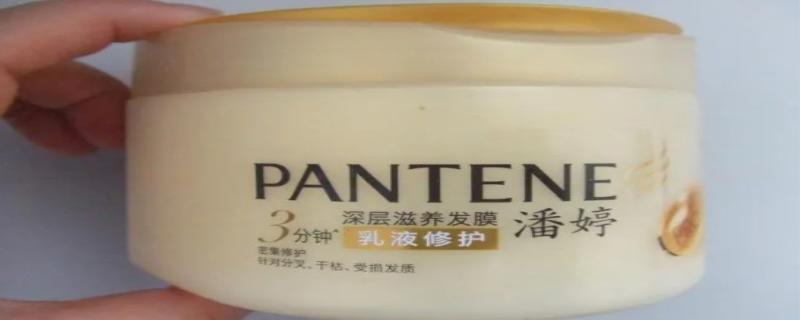 PANTENE
潘婷
3分钟^
深层滋养发膜
乳液修护
密集修护
针对分叉、干枯、受损发质